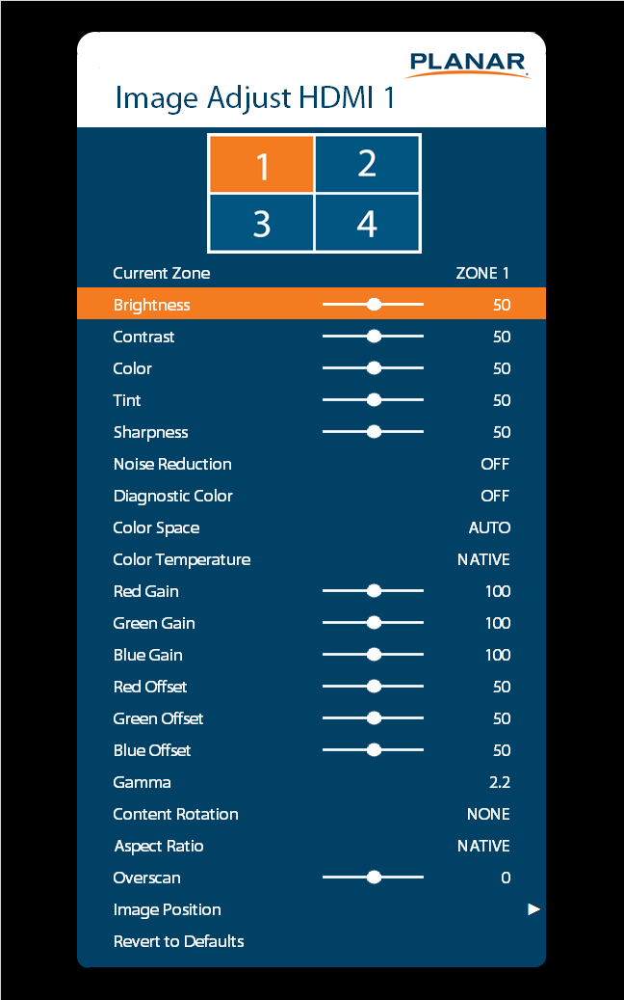 PLANAR
Image Adjust HDMI 1
1 2
3 4
Current Zone ZONE 1
Brightness 50
Contrast 50
Color 50
Tint 50
Sharpness 50
Noise Reduction OFF
Diagnostic Color OFF
Color Space AUTO
Color Temperature NATIVE
Red Gain 100
Green Gain 100
Blue Gain 100
Red Offset 50
Green Offset 50
Blue Offset 50
Gamma 2.2
Content Rotation NONE
Aspect Ratio NATIVE
Overscan 0
Image Position
Revert to Defaults